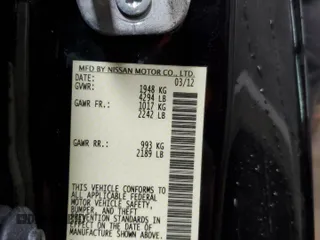 MFD BY NISSAN MOTOR CO., LTD.
DATE: 03/12
GVWR: 1948 KG
4294 LB
GAWR FR.: 1017 KG
2242 LB
GAWR RR.: 993 KG
2189 LB
THIS VEHICLE CONFORMS TO
ALL APPLICABLE FEDERAL
MOTOR VEHICLE SAFETY,
BUMPER, AND THEFT
PREVENTION STANDARDS IN
EFFECT ON THE DATE OF
MANUFACTURE SHOWN ABOVE